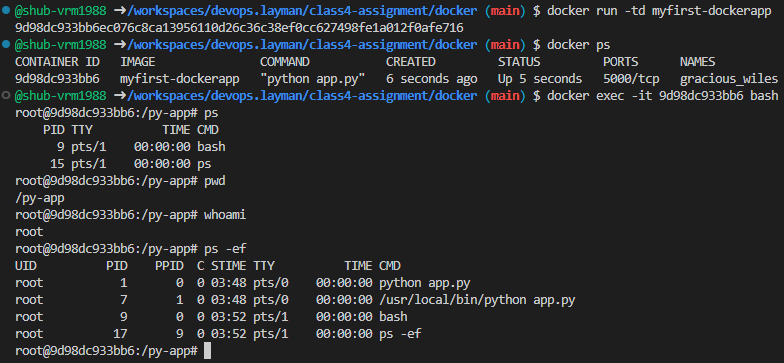 @shub-vrm1988 ➜/workspaces/devops.layman/class4-assignment/docker (main) $ docker run -td myfirst-dockerapp
9d98dc933bb6ec076c8ca13956110d26c36c38ef0cc627498fe1a012f0afe716
@shub-vrm1988 ➜/workspaces/devops.layman/class4-assignment/docker (main) $ docker ps
CONTAINER ID   IMAGE               COMMAND           CREATED         STATUS         PORTS      NAMES
9d98dc933bb6   myfirst-dockerapp   "python app.py"   6 seconds ago   Up 5 seconds   5000/tcp   gracious_wiles
@shub-vrm1988 ➜/workspaces/devops.layman/class4-assignment/docker (main) $ docker exec -it 9d98dc933bb6 bash
root@9d98dc933bb6:/py-app# ps
    PID TTY          TIME CMD
      9 pts/1    00:00:00 bash
     15 pts/1    00:00:00 ps
root@9d98dc933bb6:/py-app# pwd
/py-app
root@9d98dc933bb6:/py-app# whoami
root
root@9d98dc933bb6:/py-app# ps -ef
UID          PID    PPID  C STIME TTY          TIME CMD
root           1       0  0 03:48 pts/0    00:00:00 python app.py
root           7       1  0 03:48 pts/0    00:00:00 /usr/local/bin/python app.py
root           9       0  0 03:52 pts/1    00:00:00 bash
root          17       9  0 03:52 pts/1    00:00:00 ps -ef
root@9d98dc933bb6:/py-app#